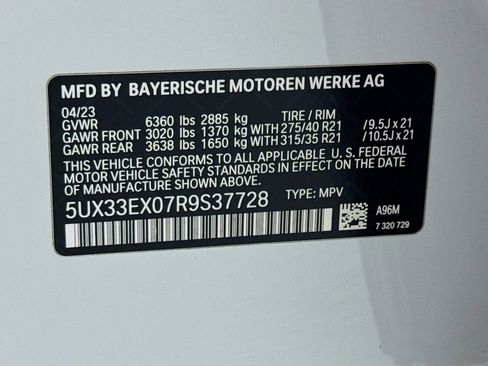 MFD BY BAYERISCHE MOTOREN WERKE AG
04/23
GVWR 6360 lbs 2885 kg TIRE / RIM
GAWR FRONT 3020 lbs 1370 kg WITH 275/40 R21 /9.5J x 21
GAWR REAR 3638 lbs 1650 kg WITH 315/35 R21 /10.5J x 21
THIS VEHICLE CONFORMS TO ALL APPLICABLE U.S. FEDERAL
MOTOR VEHICLE SAFETY STANDARDS IN EFFECT ON THE
DATE OF MANUFACTURE SHOWN ABOVE.
5UX33EX07R9S37728 TYPE: MPV
A96M
7 320 729